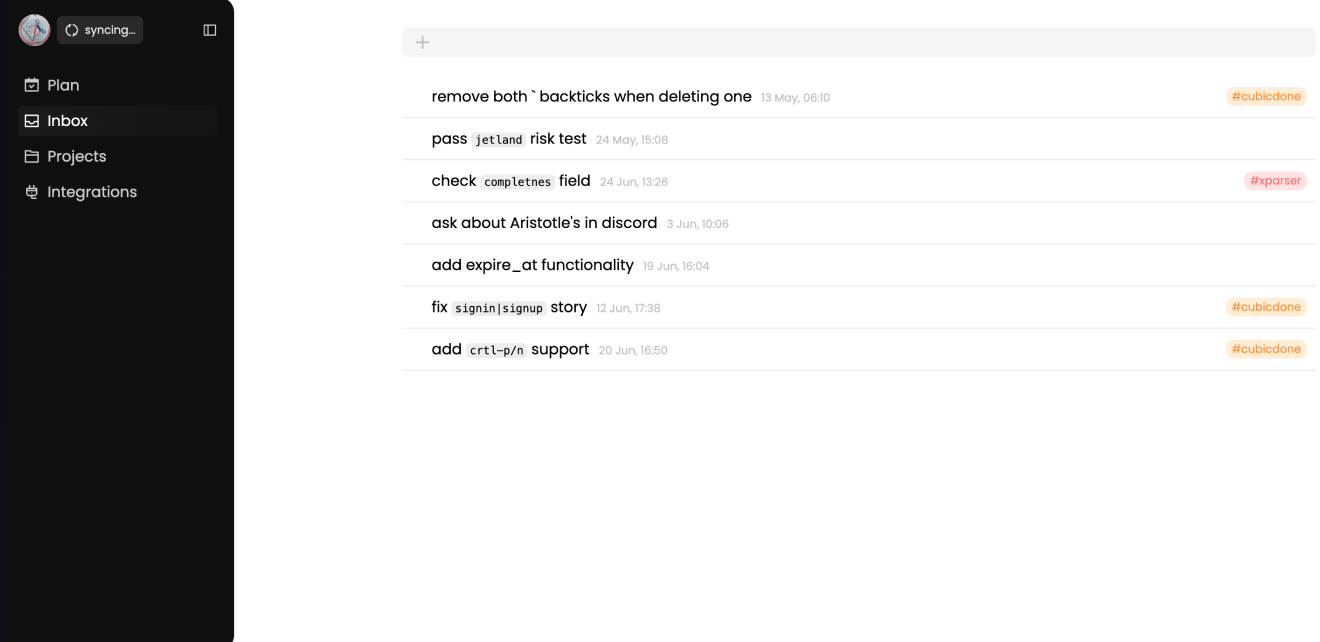 syncing...
Plan
Inbox
Projects
Integrations
remove both ` backticks when deleting one 13 May, 06:10 #cubicdone
pass jetland risk test 24 May, 15:08
check completnes field 24 Jun, 13:26 #xparser
ask about Aristotle's in discord 3 Jun, 10:06
add expire_at functionality 19 Jun, 16:04
fix signin|signup story 12 Jun, 17:38 #cubicdone
add crtl-p/n support 20 Jun, 16:50 #cubicdone